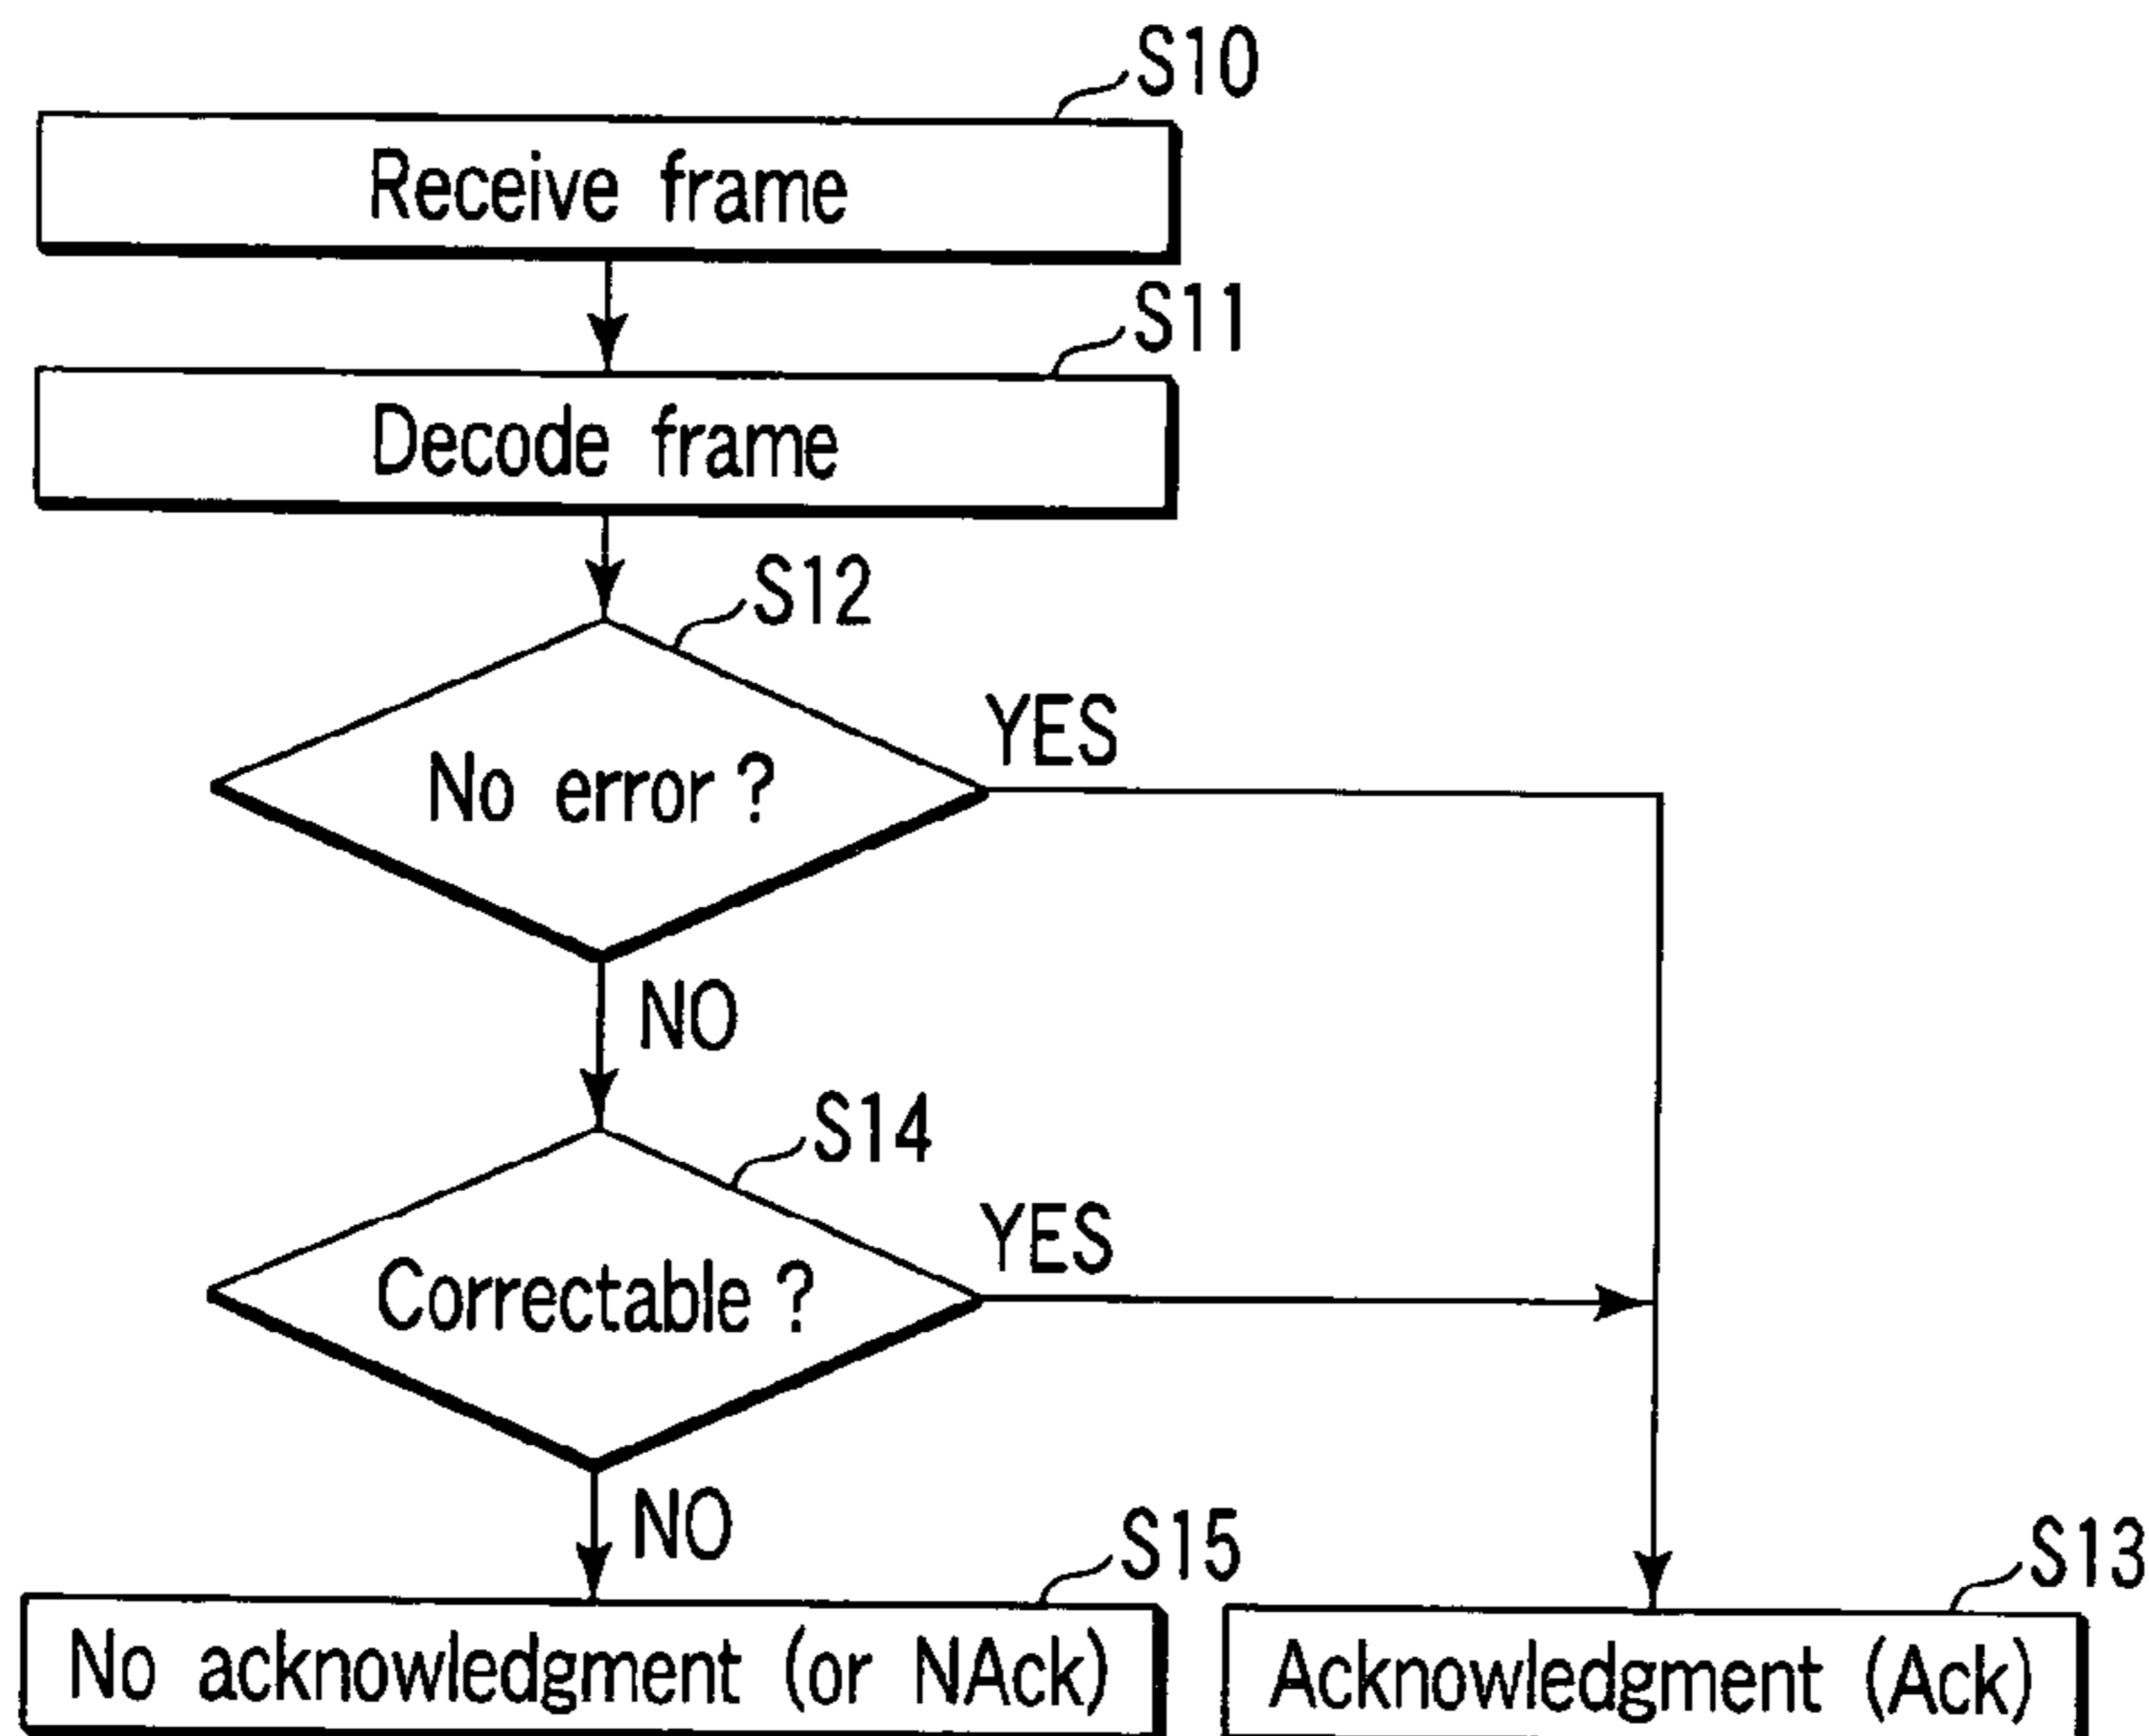 S10
Receive frame
S11
Decode frame
S12
No error ?
YES
NO
S14
Correctable ?
YES
NO
S15
No acknowledgment (or NAck)
S13
Acknowledgment (Ack)